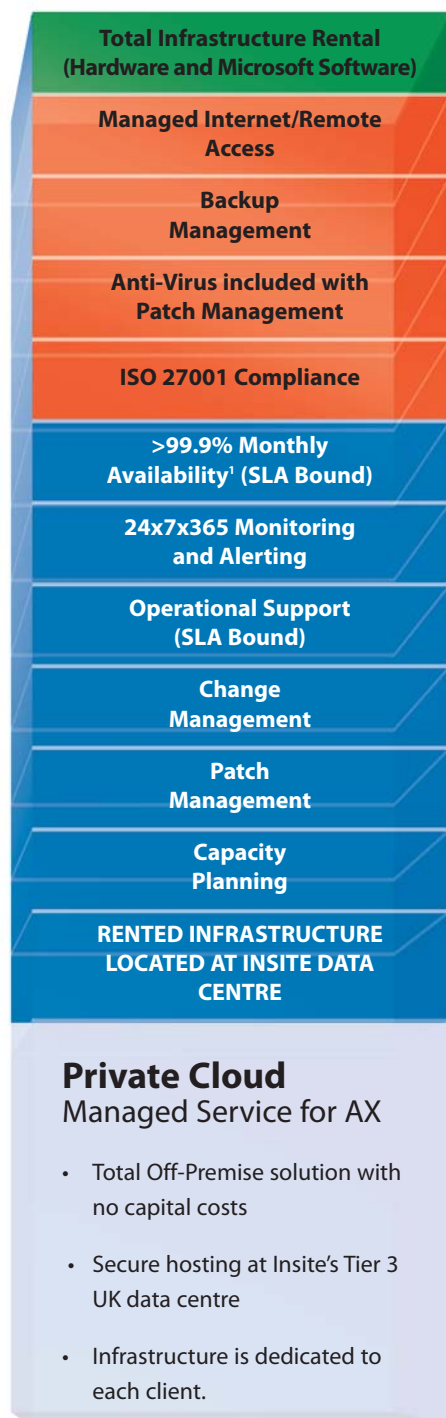 Total Infrastructure Rental
(Hardware and Microsoft Software)
Managed Internet/Remote
Access
Backup
Management
Anti-Virus included with
Patch Management
ISO 27001 Compliance
>99.9% Monthly
Availability¹ (SLA Bound)
24x7x365 Monitoring
and Alerting
Operational Support
(SLA Bound)
Change
Management
Patch
Management
Capacity
Planning
RENTED INFRASTRUCTURE
LOCATED AT INSITE DATA
CENTRE
Private Cloud
Managed Service for AX
• Total Off-Premise solution with
no capital costs
• Secure hosting at Insite’s Tier 3
UK data centre
• Infrastructure is dedicated to
each client.